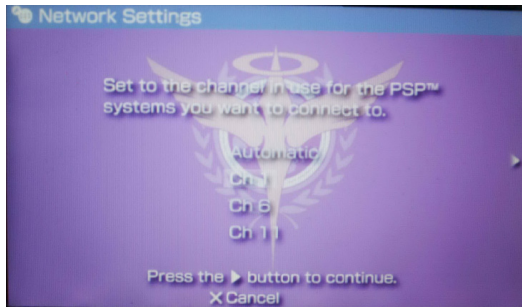 Network Settings
Set to the channel in use for the PSP™
systems you want to connect to.
Automatic
Ch 1
Ch 6
Ch 11
Press the ▶ button to continue.
✕ Cancel